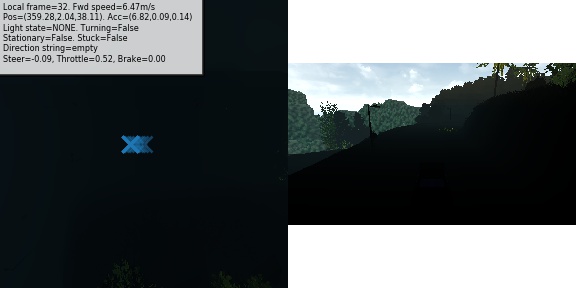 Local frame=32. Fwd speed=6.47m/s
Pos=(359.28,2.04,38.11). Acc=(6.82,0.09,0.14)
Light state=NONE. Turning=False
Stationary=False. Stuck=False
Direction string=empty
Steer=-0.09, Throttle=0.52, Brake=0.00